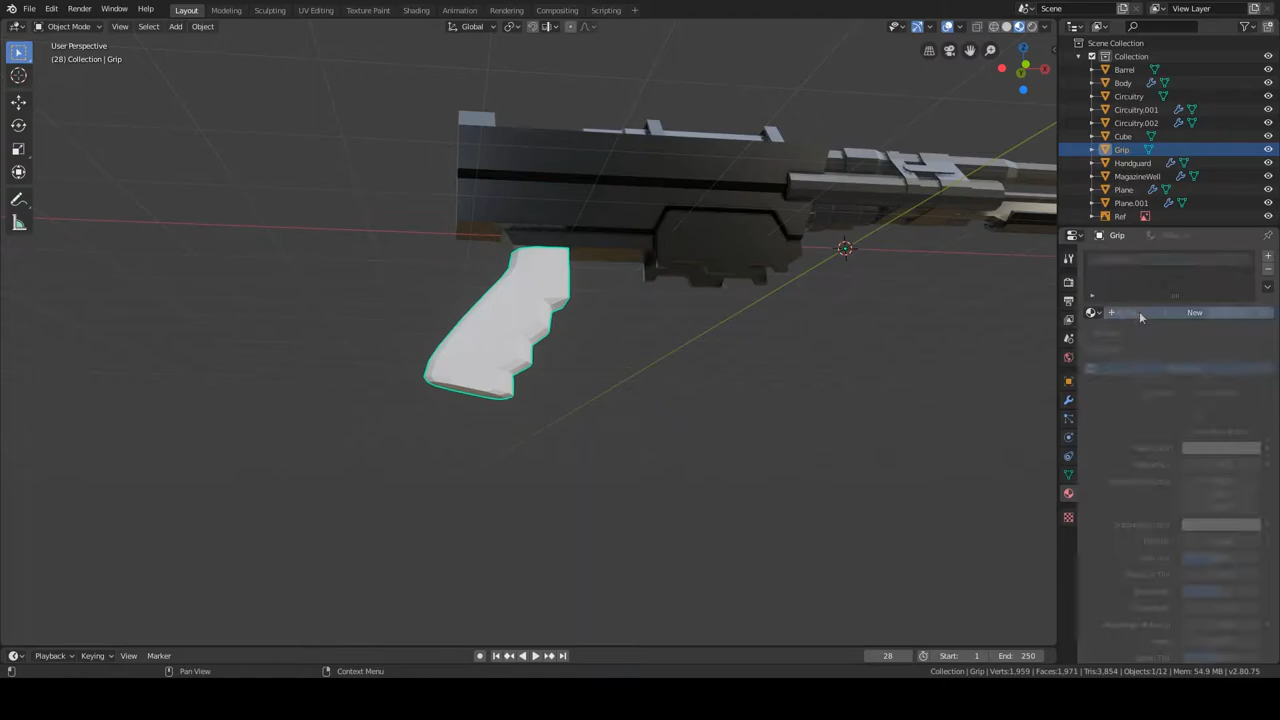 File Edit Render Window Help
Layout Modeling Sculpting UV Editing Texture Paint Shading Animation Rendering Compositing Scripting +
Scene
View Layer
Object Mode View Select Add Object
Global
User Perspective
(28) Collection | Grip
X
Y
Z
Scene Collection
Collection
Barrel
Body
Circuitry
Circuitry.001
Circuitry.002
Cube
Grip
Handguard
MagazineWell
Plane
Plane.001
Ref
Grip
New
Playback Keying View Marker
28
Start: 1
End: 250
Pan View
Context Menu
Collection | Grip | Verts:1,959 | Faces:1,971 | Tris:3,854 | Objects:1/12 | Mem: 54.9 MB | v2.80.75